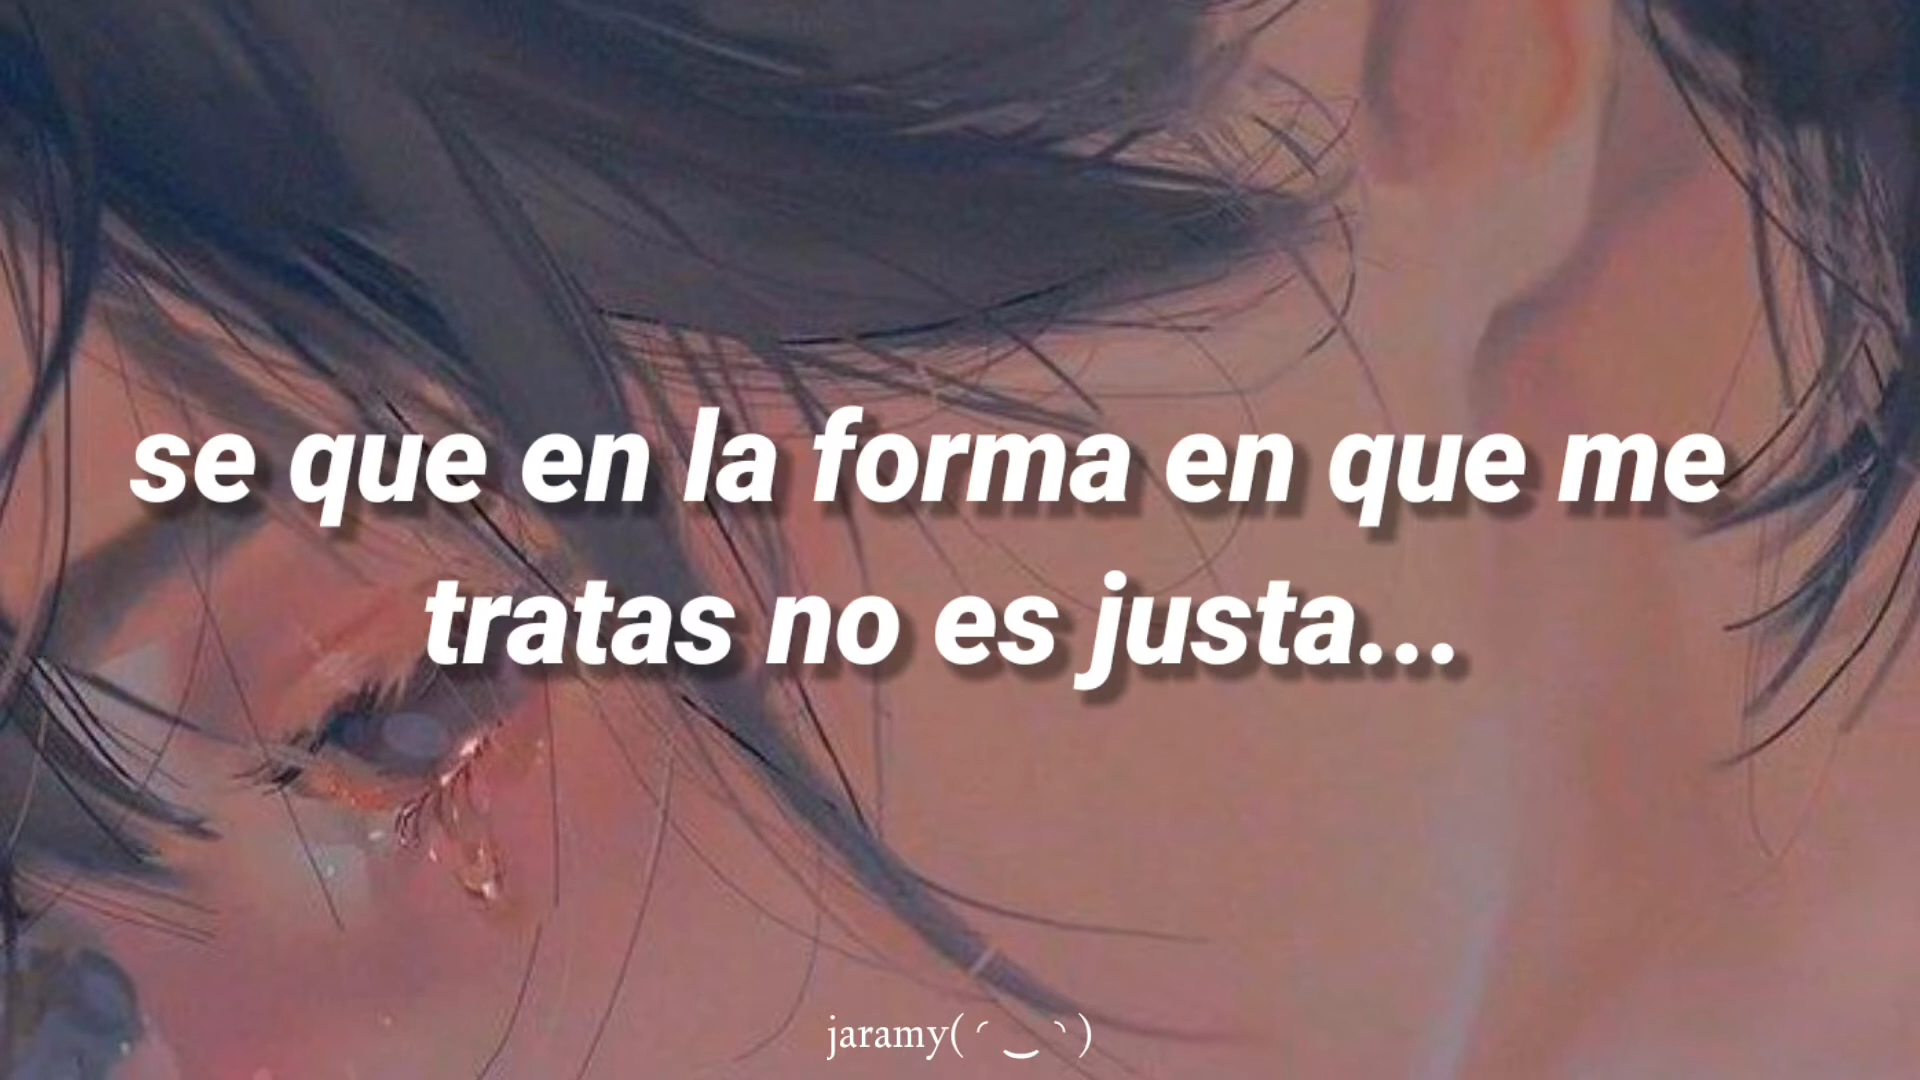 se que en la forma en que me
tratas no es justa...
jaramy(◜‿◝)